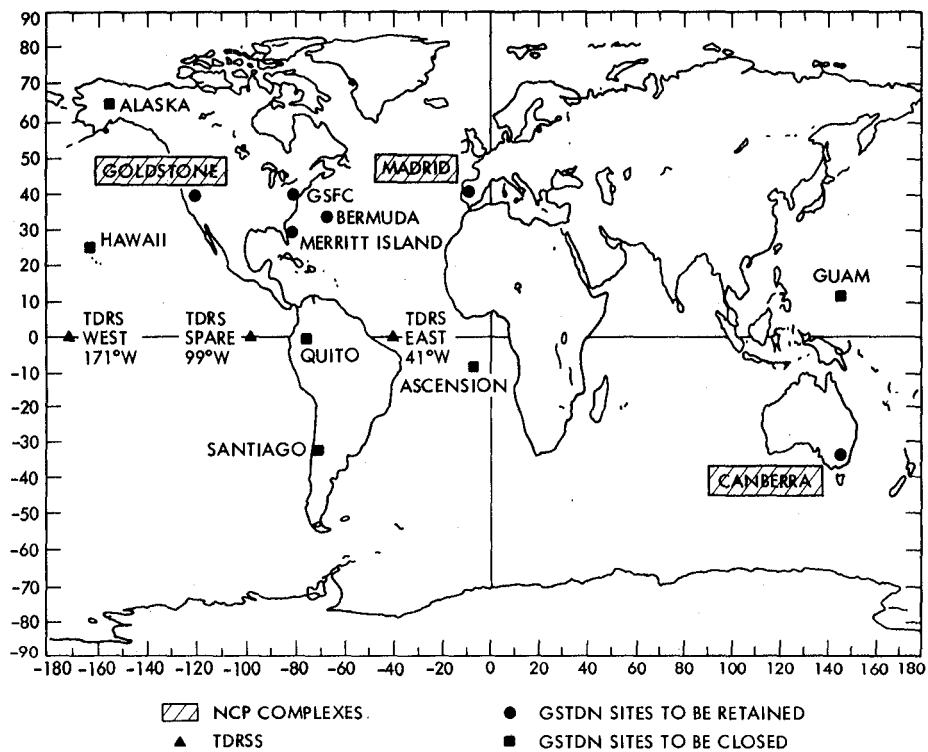 90
80
70
60
50
40
30
20
10
0
-10
-20
-30
-40
-50
-60
-70
-80
-90
ALASKA
GOLDSTONE
MADRID
GSFC
BERMUDA
MERRITT ISLAND
HAWAII
GUAM
TDRS
WEST
171°W
TDRS
SPARE
99°W
TDRS
EAST
41°W
QUITO
ASCENSION
SANTIAGO
CANBERRA
-180 -160 -140 -120 -100 -80 -60 -40 -20 0 20 40 60 80 100 120 140 160 180
NCP COMPLEXES.
TDRSS
GSTDN SITES TO BE RETAINED
GSTDN SITES TO BE CLOSED